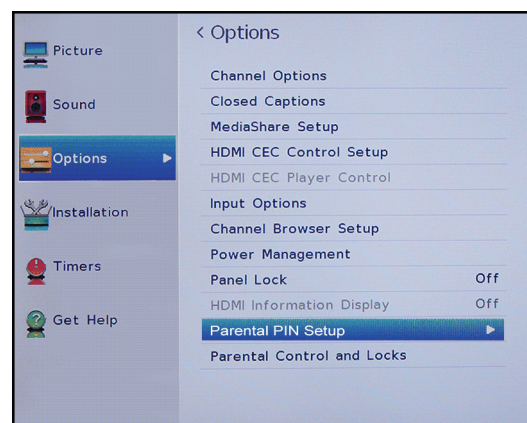 < Options
Picture
Sound
Options
Installation
Timers
Get Help
Channel Options
Closed Captions
MediaShare Setup
HDMI CEC Control Setup
HDMI CEC Player Control
Input Options
Channel Browser Setup
Power Management
Panel Lock Off
HDMI Information Display Off
Parental PIN Setup
Parental Control and Locks